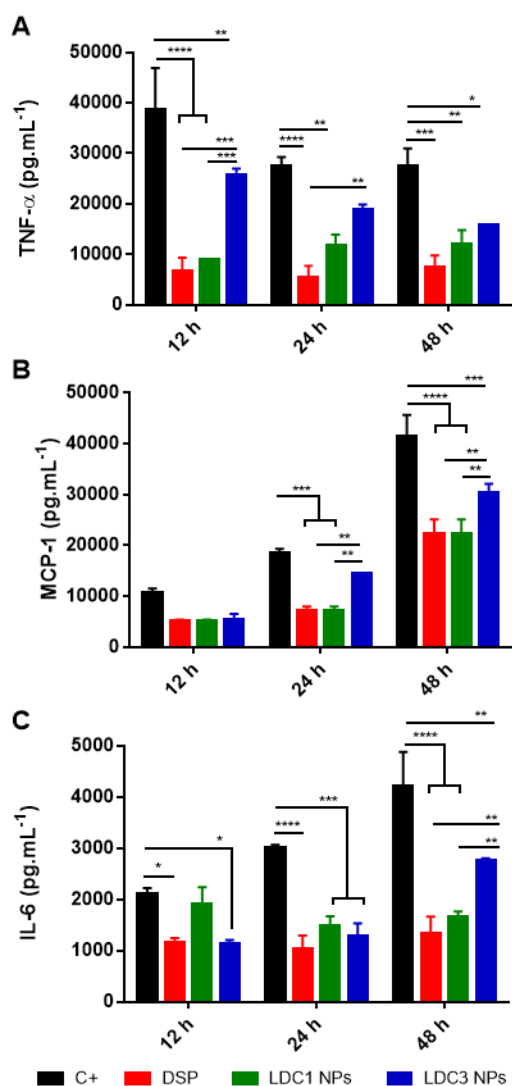 A
TNF-α (pg.mL⁻¹)
50000
40000
30000
20000
10000
0
**
****
***
***
**
****
**
*
**
***
12 h
24 h
48 h
B
MCP-1 (pg.mL⁻¹)
50000
40000
30000
20000
10000
0
***
**
**
***
****
**
**
12 h
24 h
48 h
C
IL-6 (pg.mL⁻¹)
5000
4000
3000
2000
1000
0
*
*
***
****
**
****
**
**
12 h
24 h
48 h
C+ DSP LDC1 NPs LDC3 NPs